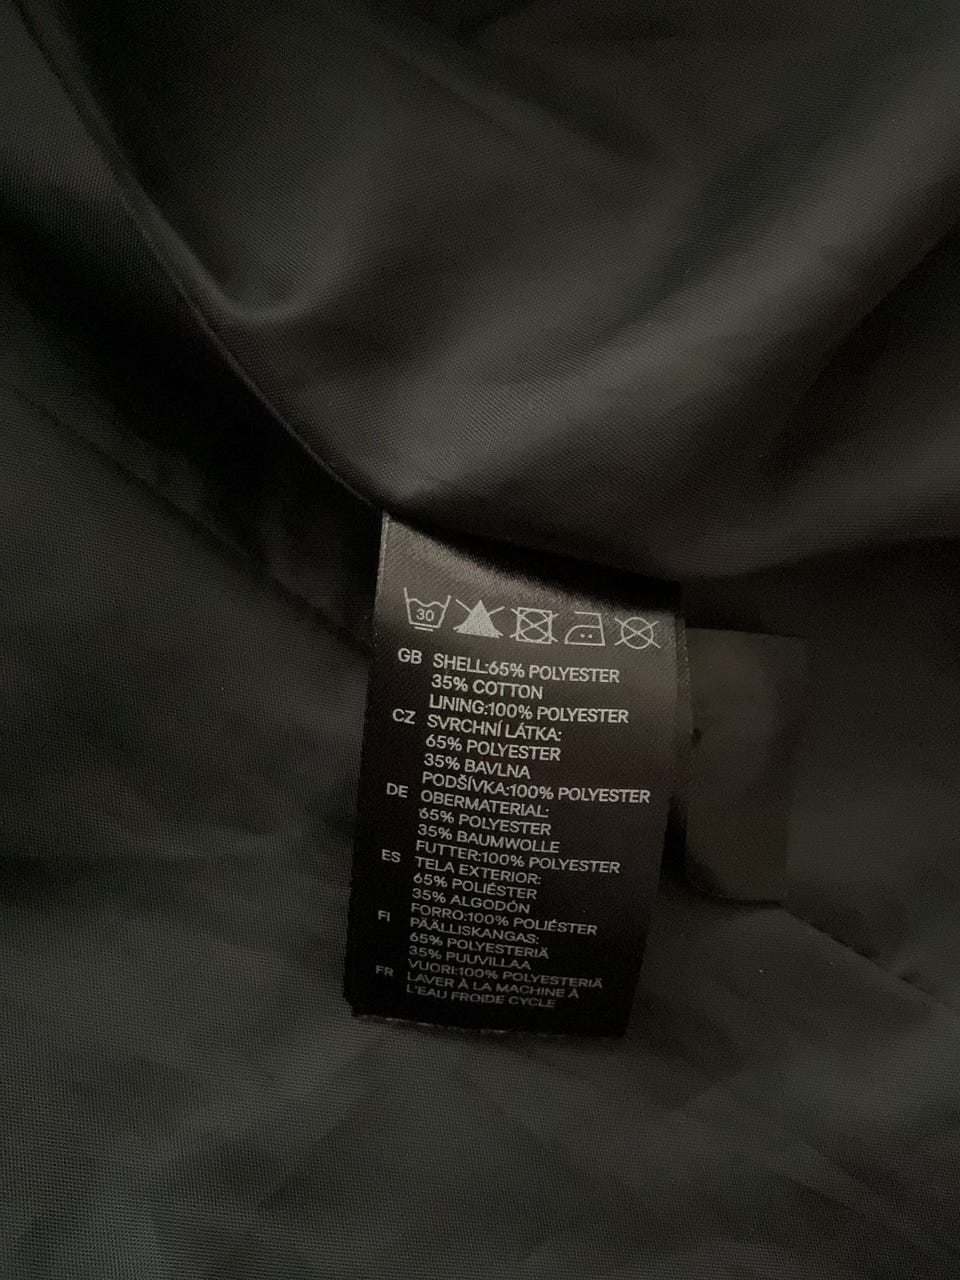 30
GB SHELL:65% POLYESTER
35% COTTON
LINING:100% POLYESTER
CZ SVRCHNÍ LÁTKA:
65% POLYESTER
35% BAVLNA
PODŠÍVKA:100% POLYESTER
DE OBERMATERIAL:
65% POLYESTER
35% BAUMWOLLE
FUTTER:100% POLYESTER
ES TELA EXTERIOR:
65% POLIÉSTER
35% ALGODÓN
FORRO:100% POLIÉSTER
FI PÄÄLLISKANGAS:
65% POLYESTERIÄ
35% PUUVILLAA
VUORI:100% POLYESTERIÄ
FR LAVER À LA MACHINE À
L'EAU FROIDE CYCLE